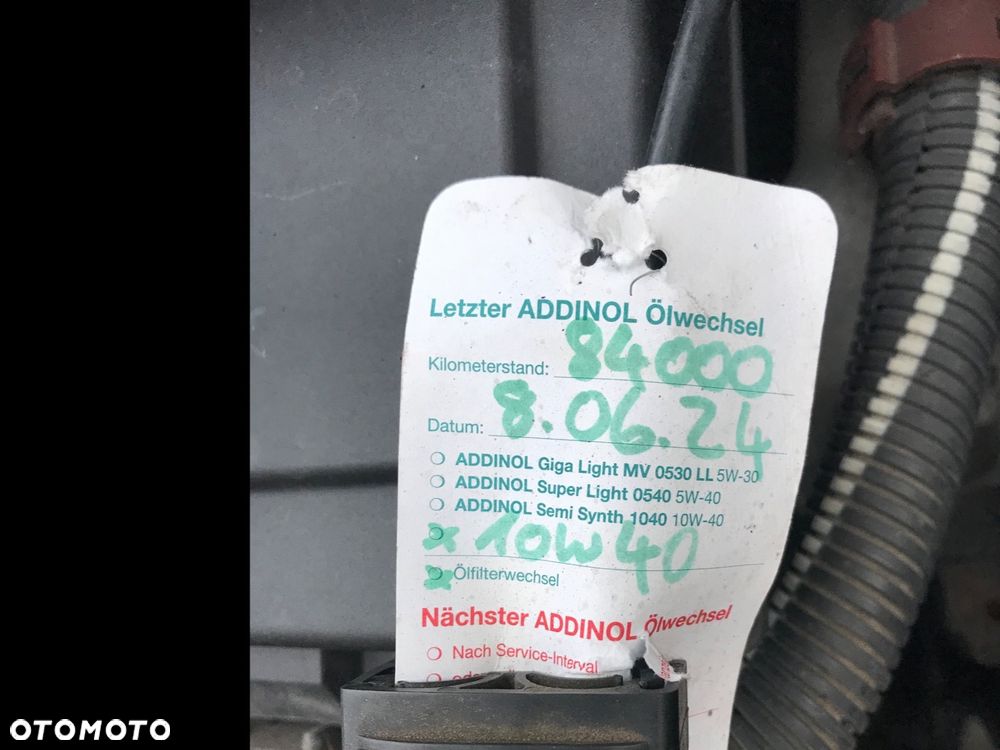 Letzter ADDINOL Ölwechsel
Kilometerstand: 84000
Datum: 8.06.24
ADDINOL Giga Light MV 0530 LL 5W-30
ADDINOL Super Light 0540 5W-40
ADDINOL Semi Synth 1040 10W-40
x 10W40
x Ölfilterwechsel
Nächster ADDINOL Ölwechsel
Nach Service-Interval
OTOMOTO